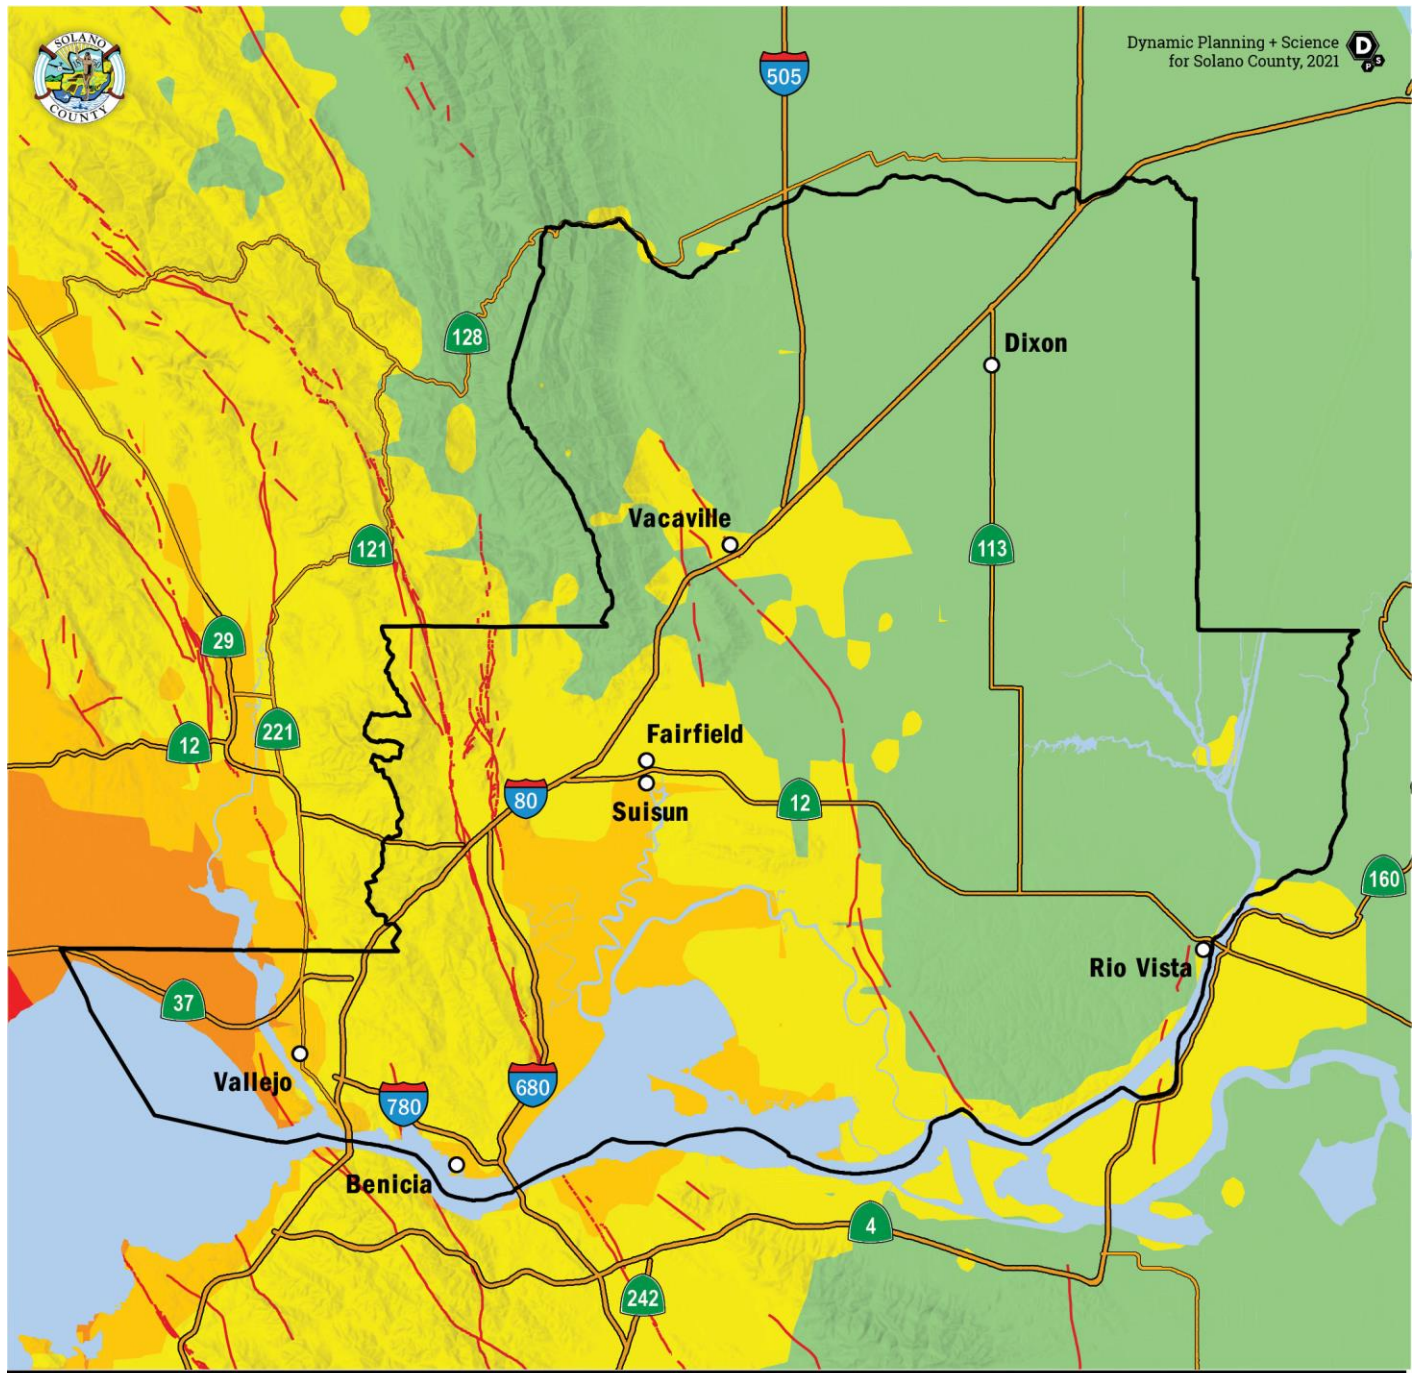 SOLANO
COUNTY
Dynamic Planning + Science
for Solano County, 2021
D
P S
505
128
Dixon
Vacaville
121
113
29
12
221
Fairfield
80
Suisun
12
160
Rio Vista
37
Vallejo
780
680
Benicia
4
242